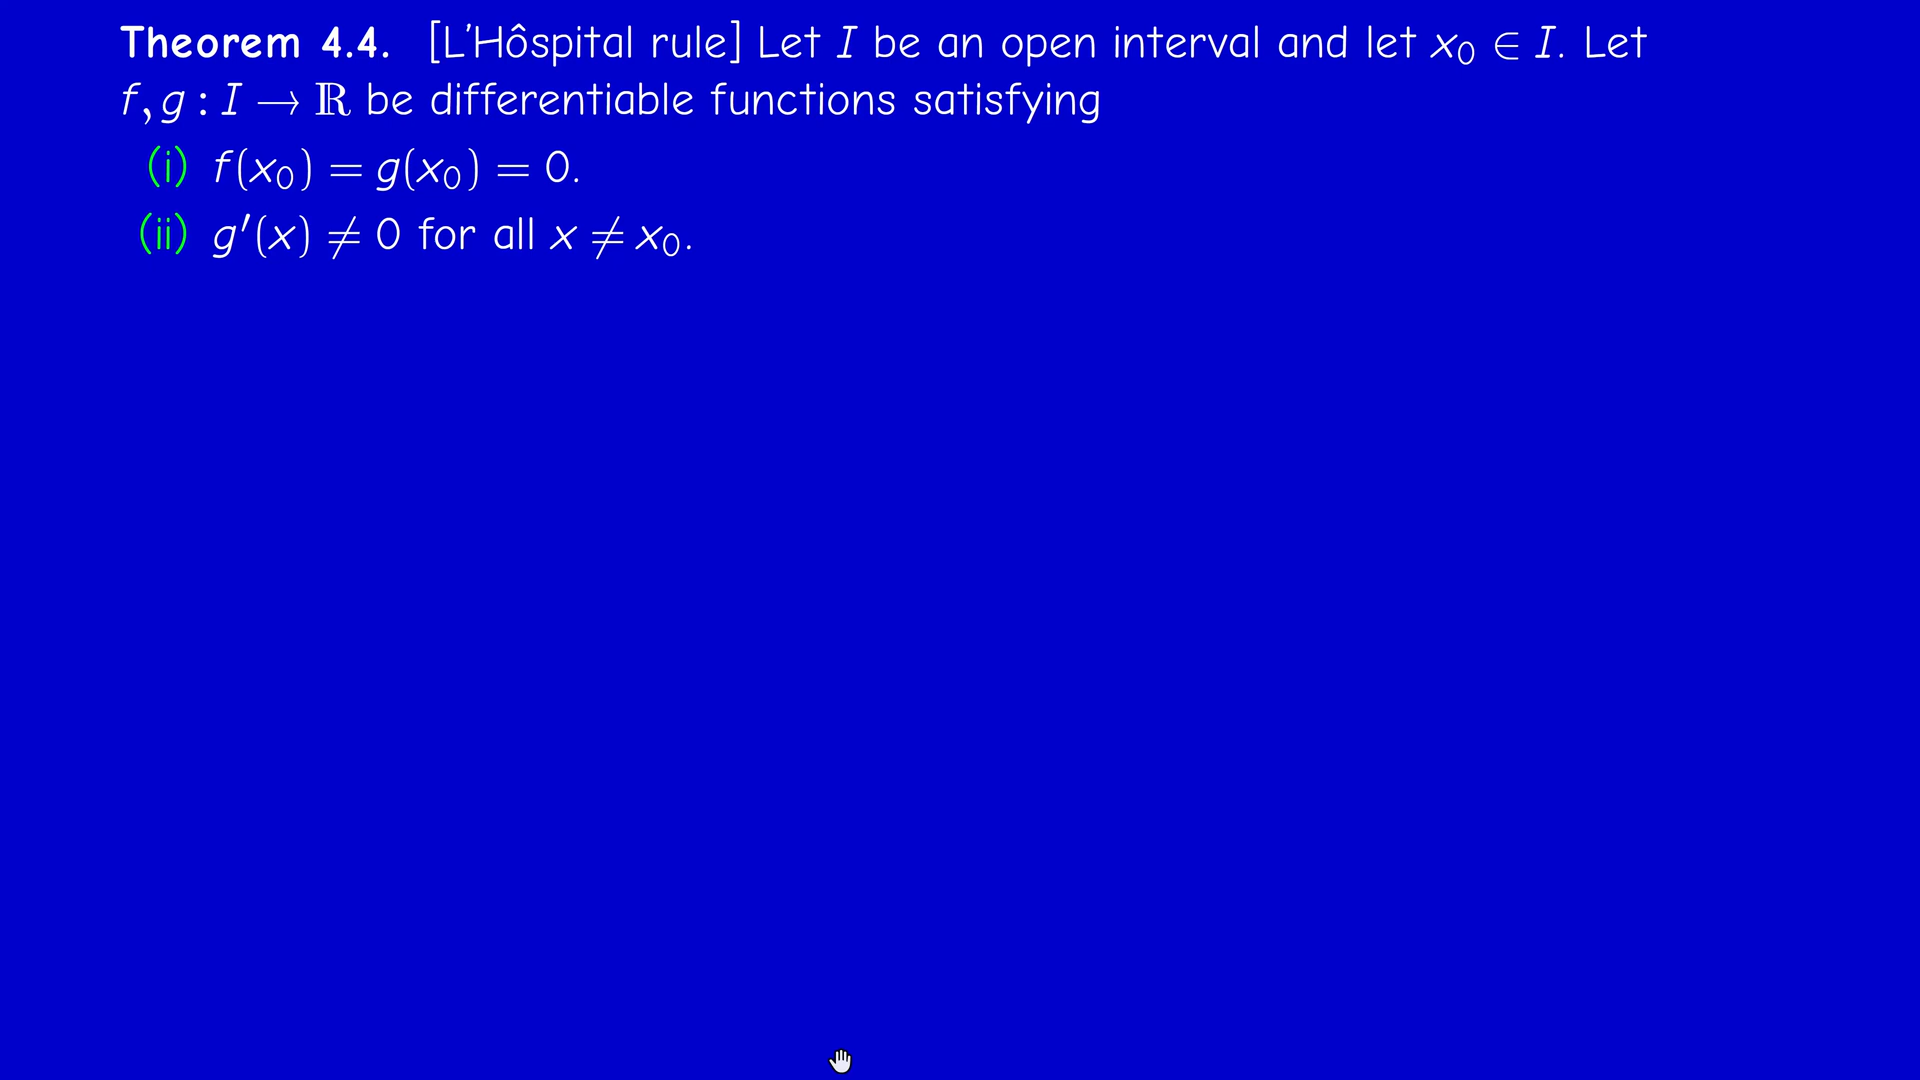 Theorem 4.4. [L'Hôspital rule] Let I be an open interval and let x₀ ∈ I. Let
f, g : I → ℝ be differentiable functions satisfying
(i) f(x₀) = g(x₀) = 0.
(ii) g′(x) ≠ 0 for all x ≠ x₀.